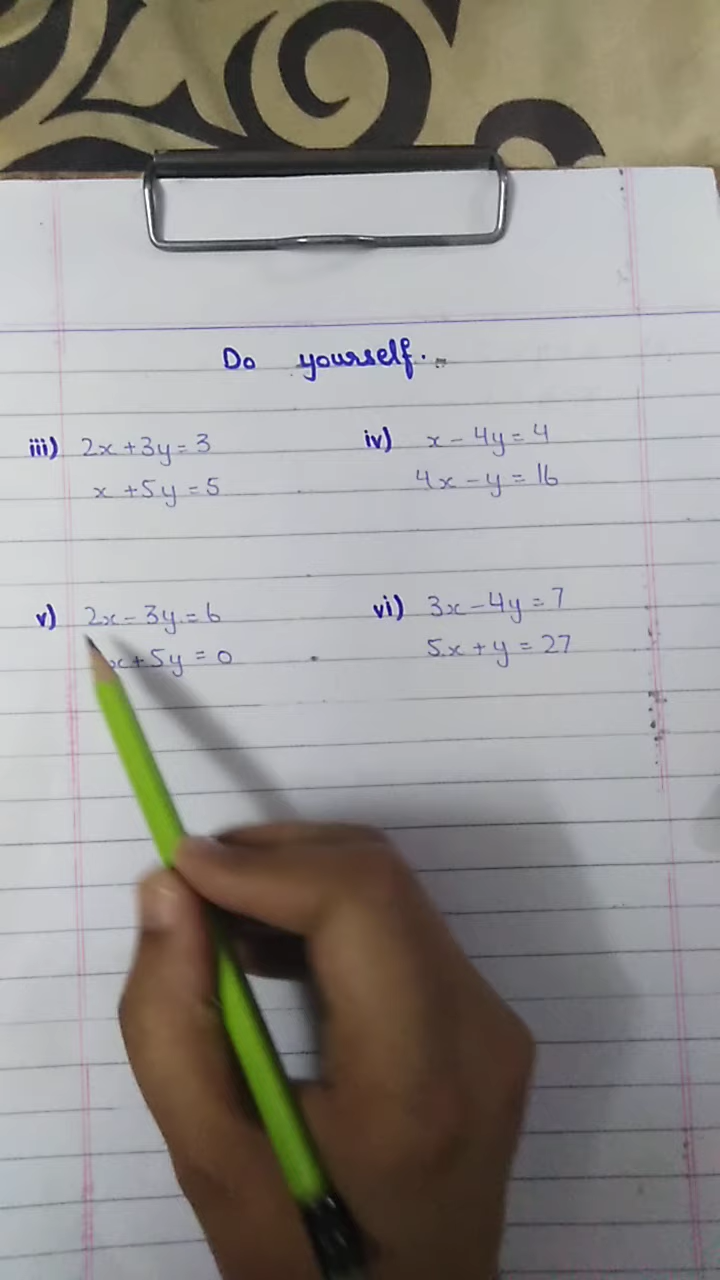 Do yourself.
iii) 2x + 3y = 3
x + 5y = 5
iv) x - 4y = 4
4x - y = 16
v) 2x - 3y = 6
x + 5y = 0
vi) 3x - 4y = 7
5x + y = 27